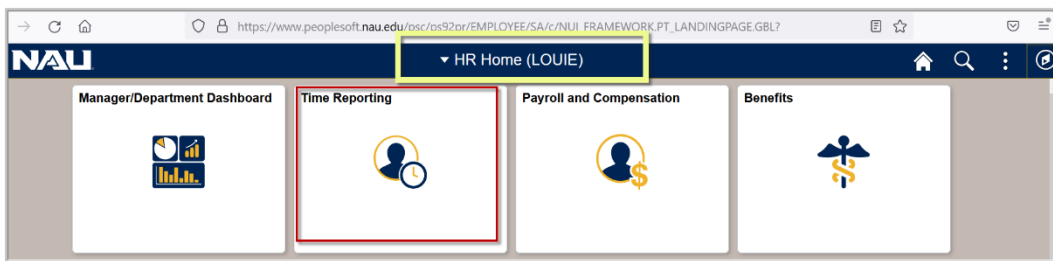 https://www.peoplesoft.nau.edu/psc/ps92pr/EMPLOYEE/SA/c/NUI_FRAMEWORK.PT_LANDINGPAGE.GBL?
NAU
▾ HR Home (LOUIE)
Manager/Department Dashboard
Time Reporting
Payroll and Compensation
Benefits